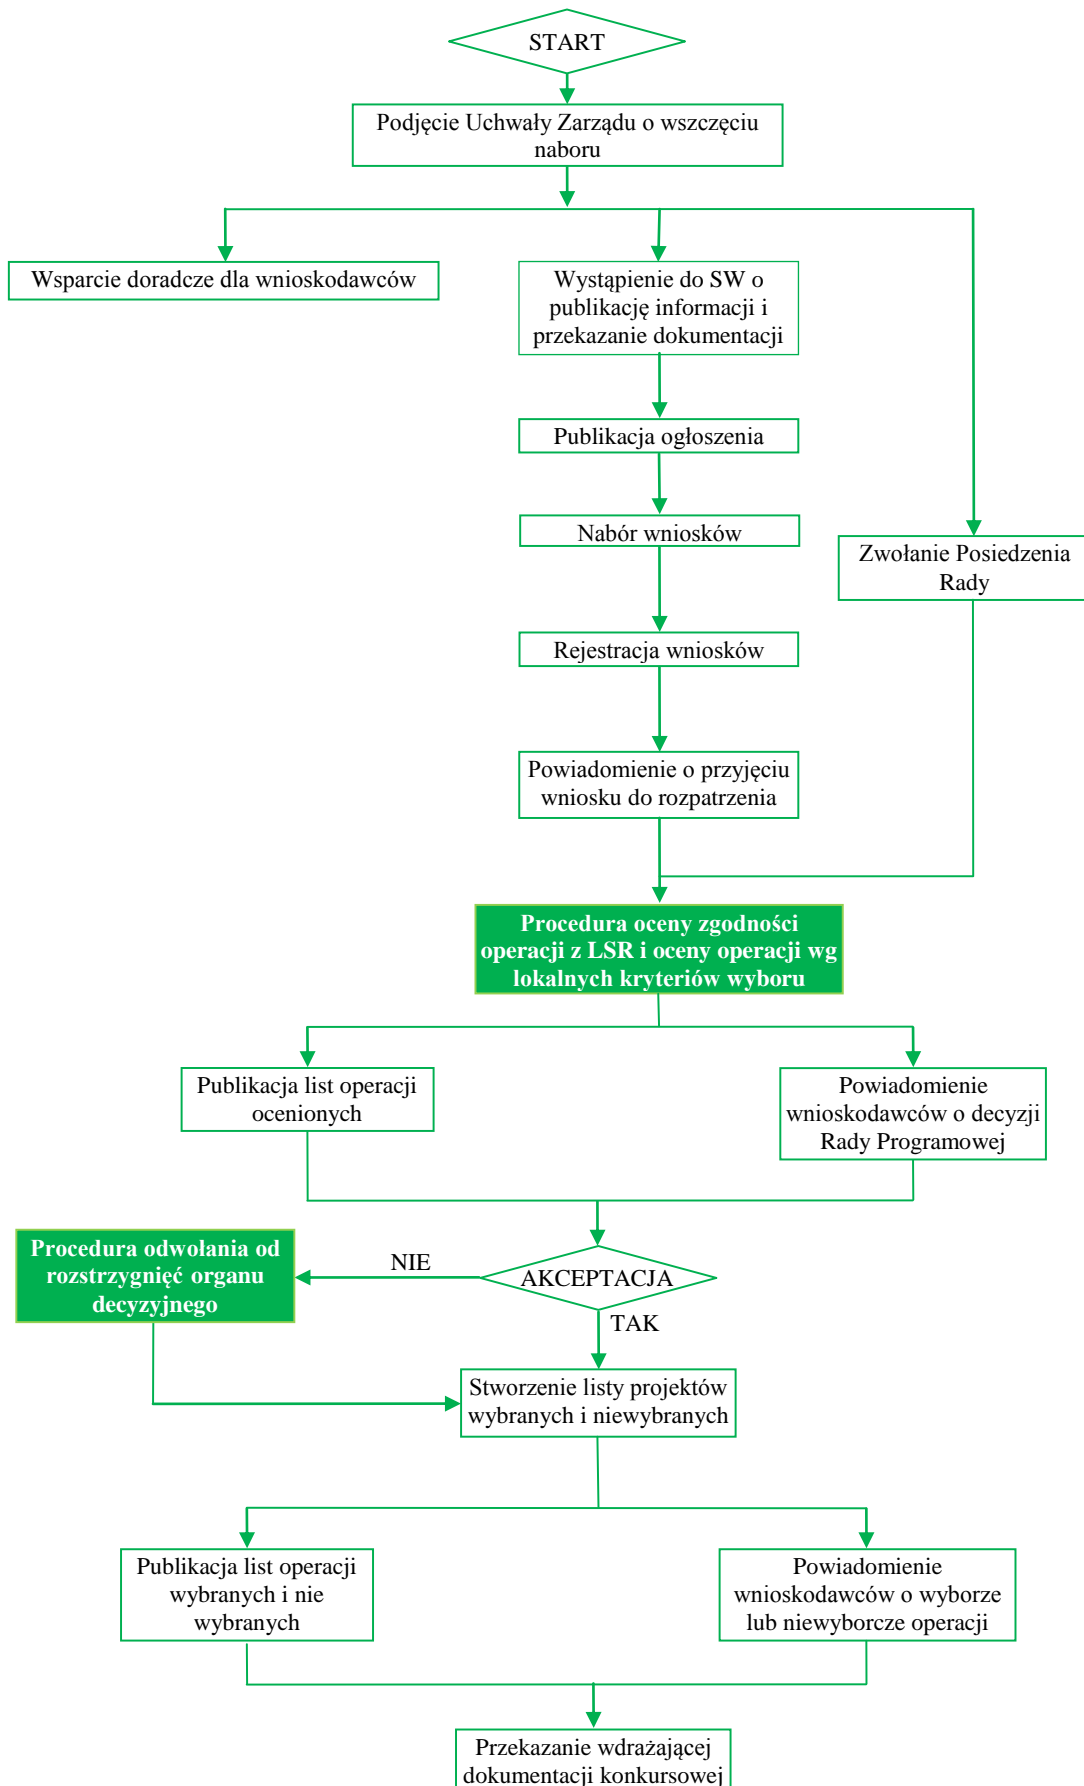 START
Podjęcie Uchwały Zarządu o wszczęciu
naboru
Wsparcie doradcze dla wnioskodawców
Wystąpienie do SW o
publikację informacji i
przekazanie dokumentacji
Publikacja ogłoszenia
Nabór wniosków
Zwołanie Posiedzenia
Rady
Rejestracja wniosków
Powiadomienie o przyjęciu
wniosku do rozpatrzenia
Procedura oceny zgodności
operacji z LSR i oceny operacji wg
lokalnych kryteriów wyboru
Publikacja list operacji
ocenionych
Powiadomienie
wnioskodawców o decyzji
Rady Programowej
Procedura odwołania od
rozstrzygnięć organu
decyzyjnego
NIE
AKCEPTACJA
TAK
Stworzenie listy projektów
wybranych i niewybranych
Publikacja list operacji
wybranych i nie
wybranych
Powiadomienie
wnioskodawców o wyborze
lub niewyborcze operacji
Przekazanie wdrażającej
dokumentacji konkursowej